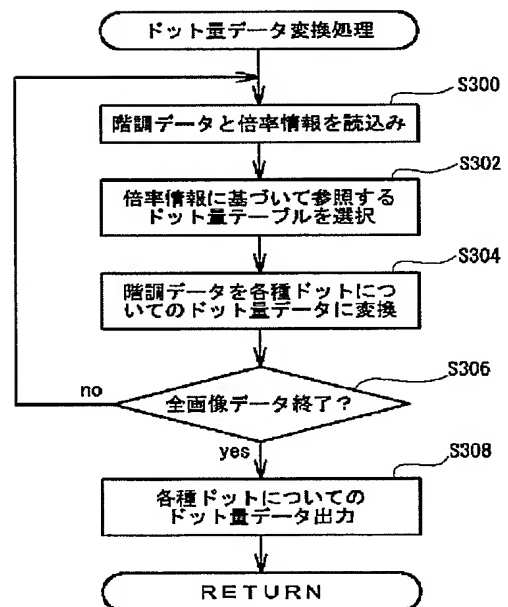 ドット量データ変換処理
S300
階調データと倍率情報を読込み
S302
倍率情報に基づいて参照する
ドット量テーブルを選択
S304
階調データを各種ドットにつ
いてのドット量データに変換
S306
no
全画像データ終了？
yes
S308
各種ドットについての
ドット量データ出力
RETURN